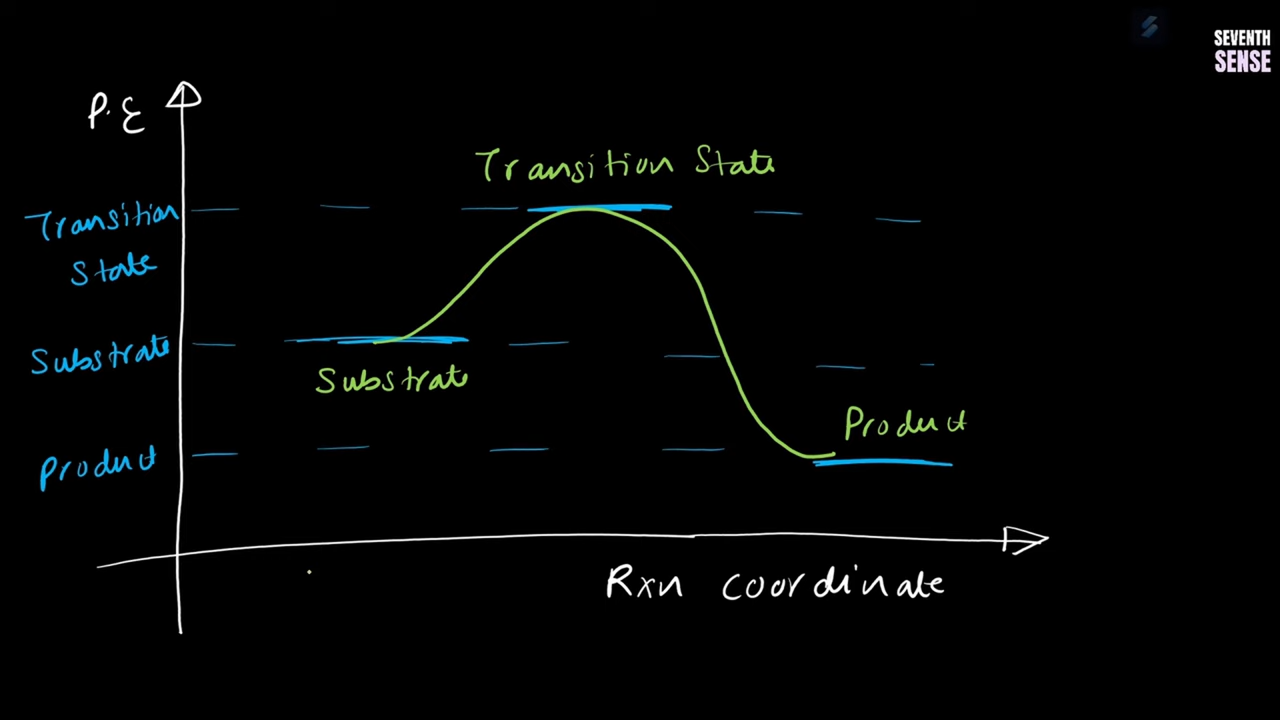 SEVENTH
SENSE
P.E
Transition State
Transition
State
Substrate
Substrate
Product
Product
Rxn coordinate